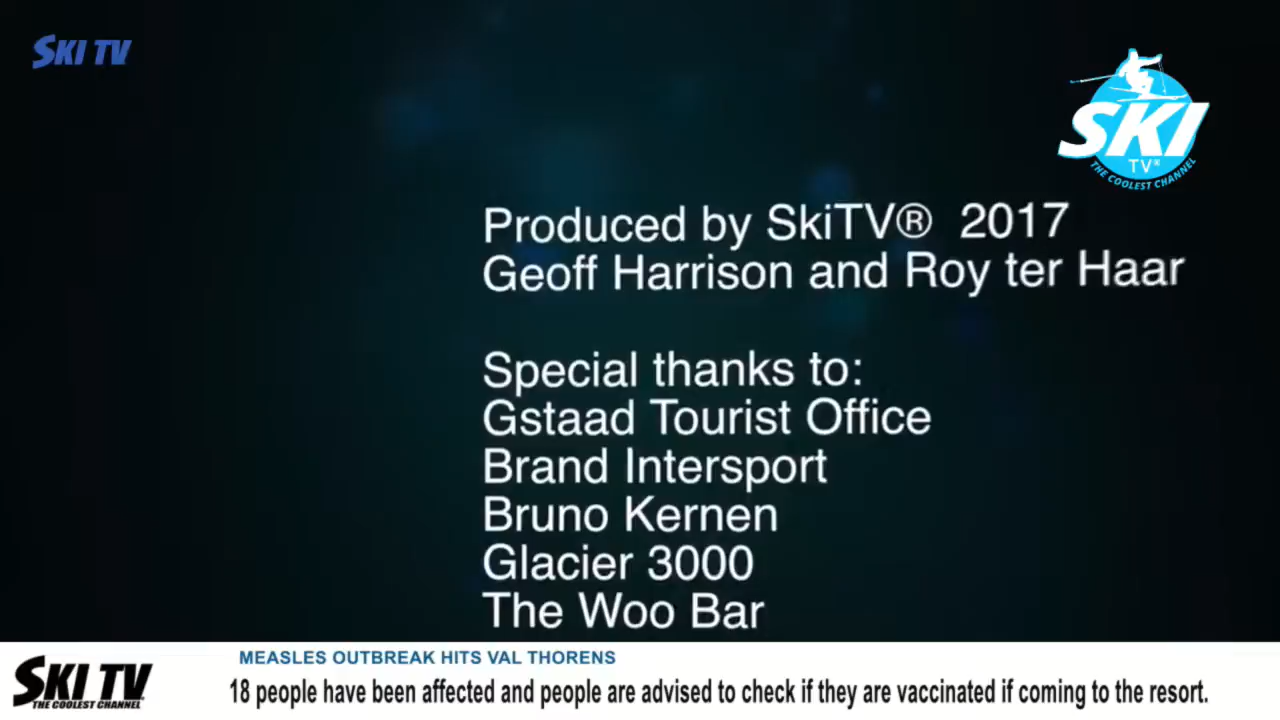 SKI TV
SKI
TV®
THE COOLEST CHANNEL
Produced by SkiTV® 2017
Geoff Harrison and Roy ter Haar
Special thanks to:
Gstaad Tourist Office
Brand Intersport
Bruno Kernen
Glacier 3000
The Woo Bar
MEASLES OUTBREAK HITS VAL THORENS
SKI TV
THE COOLEST CHANNEL
18 people have been affected and people are advised to check if they are vaccinated if coming to the resort.